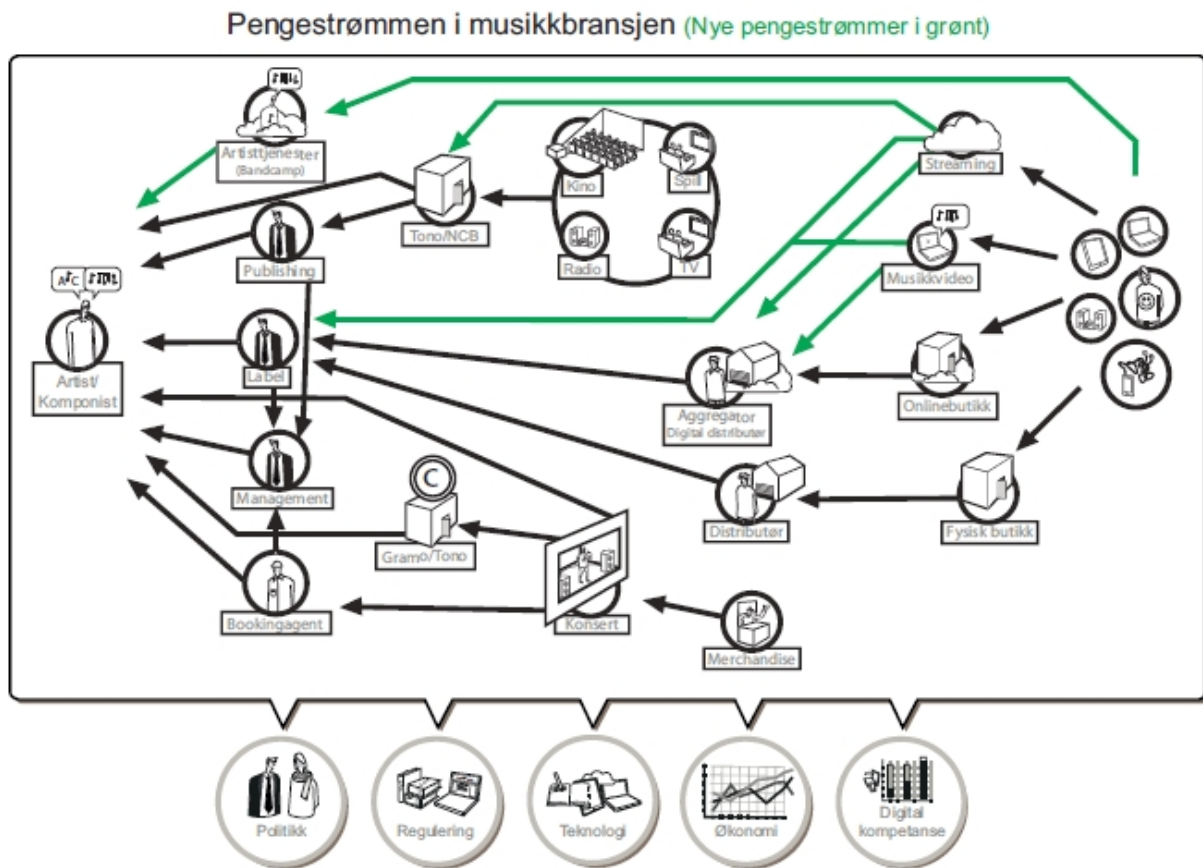 Pengestrømmen i musikkbransjen (Nye pengestrømmer i grønt)
Artisttjenester
(Bandcamp)
Kino
Spill
Streaming
Tono/NCB
Radio
TV
Publishing
Musikkvideo
Artist/
Komponist
Label
Aggregator
Digital distributør
Onlinebutikk
Management
C
Gramo/Tono
Distributør
Fysisk butikk
Bookingagent
Konsert
Merchandise
Politikk
Regulering
Teknologi
Økonomi
Digital
kompetanse